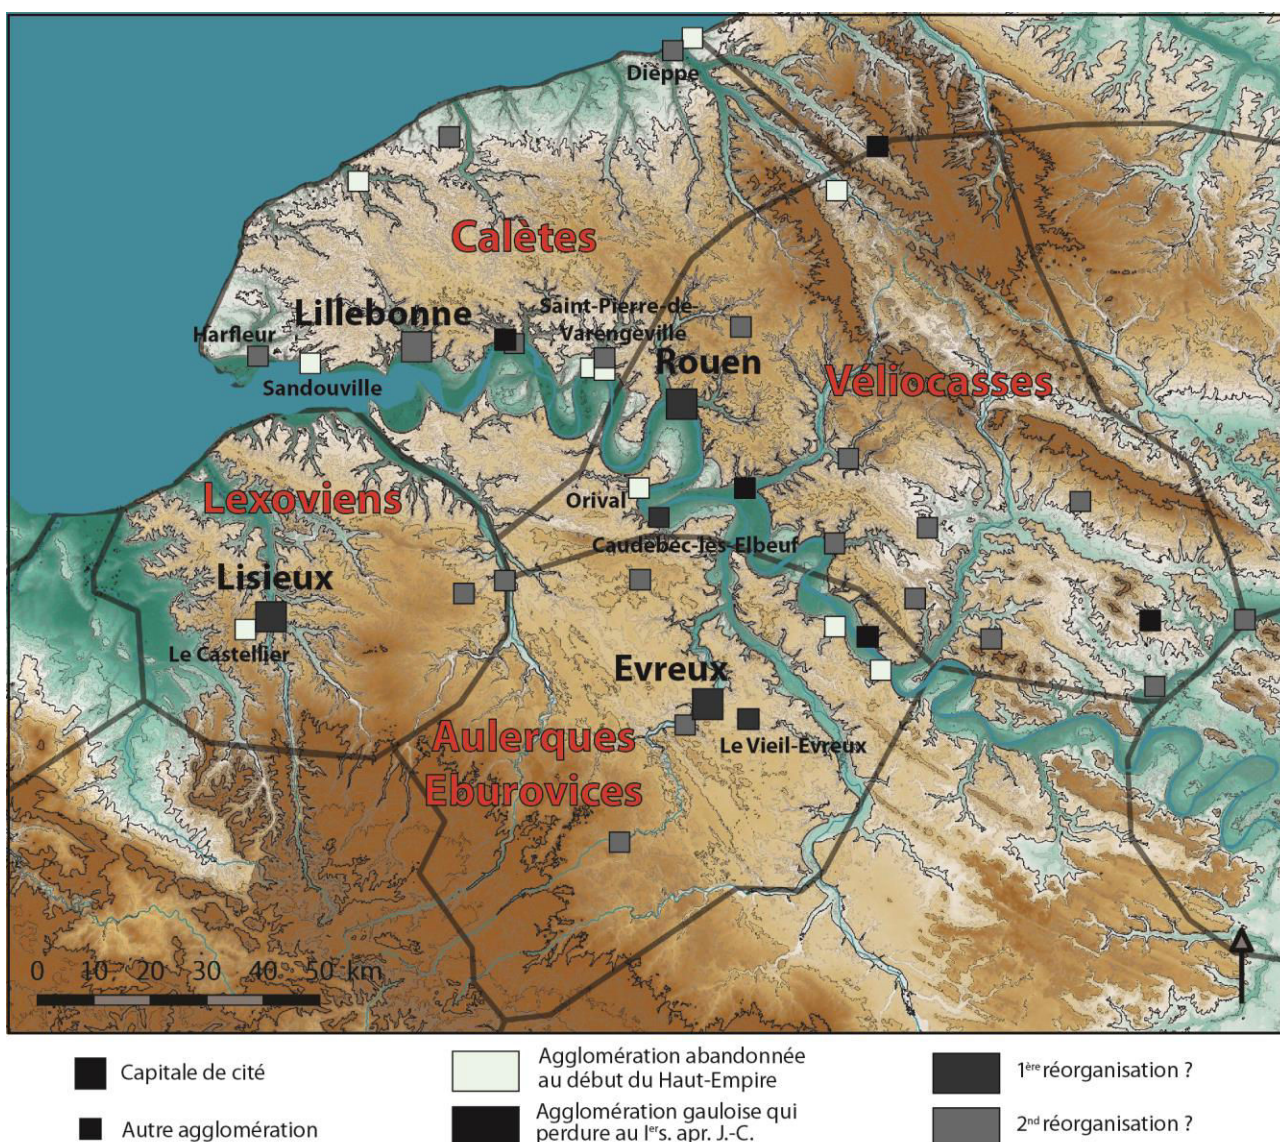 Dieppe
Calètes
Saint-Pierre-de-
Varengeville
Lillebonne
Harfleur
Sandouville
Rouen
Véliocasses
Lexoviens
Orival
Caudebec-lès-Elbeuf
Lisieux
Le Castellier
Evreux
Le Vieil-Evreux
Aulerques
Eburovices
0 10 20 30 40 50 km
Capitale de cité
Autre agglomération
Agglomération abandonnée
au début du Haut-Empire
Agglomération gauloise qui
perdure au Iers. apr. J.-C.
1ère réorganisation ?
2nd réorganisation ?